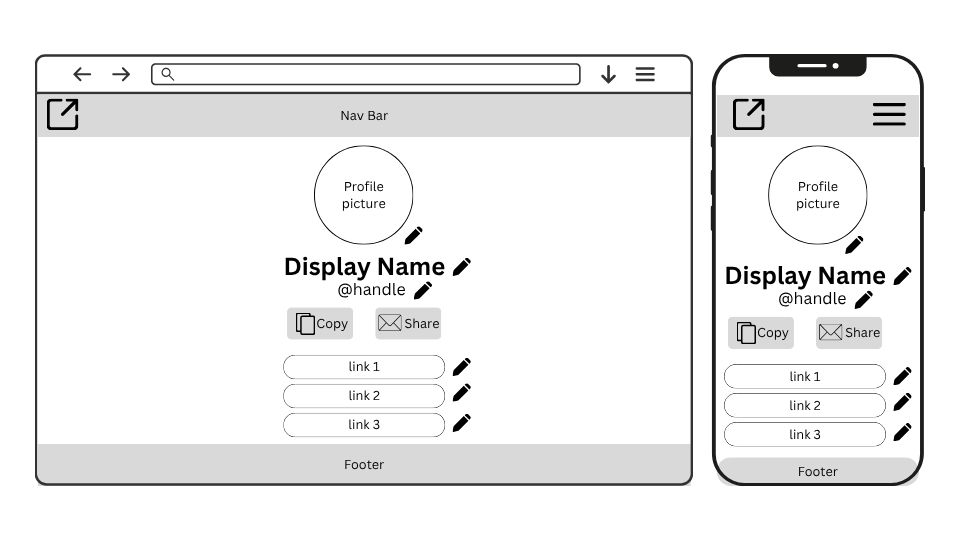 Nav Bar
Profile
picture
Display Name
@handle
Copy
Share
link 1
link 2
link 3
Footer
Profile
picture
Display Name
@handle
Copy
Share
link 1
link 2
link 3
Footer